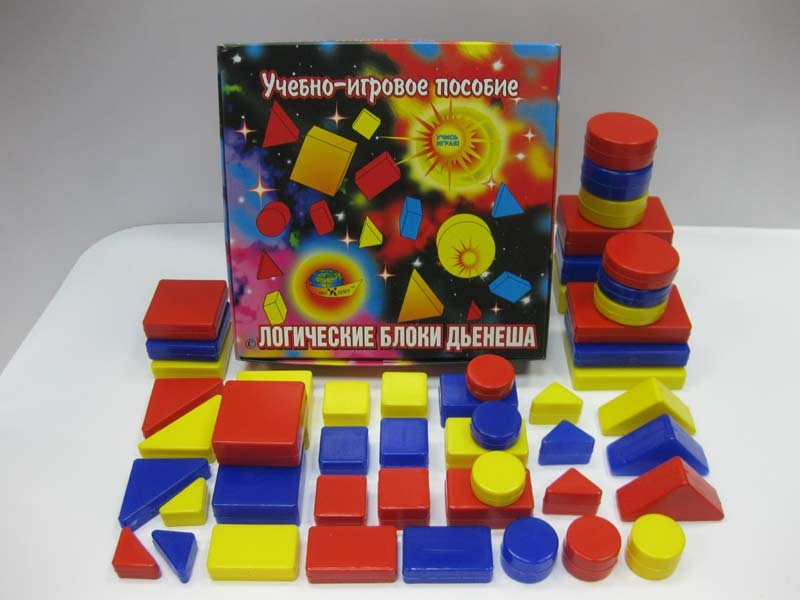 Учебно-игровое пособие
УЧИСЬ
ИГРАЯ!
© ЛОГИЧЕСКИЕ БЛОКИ ДЬЕНЕША